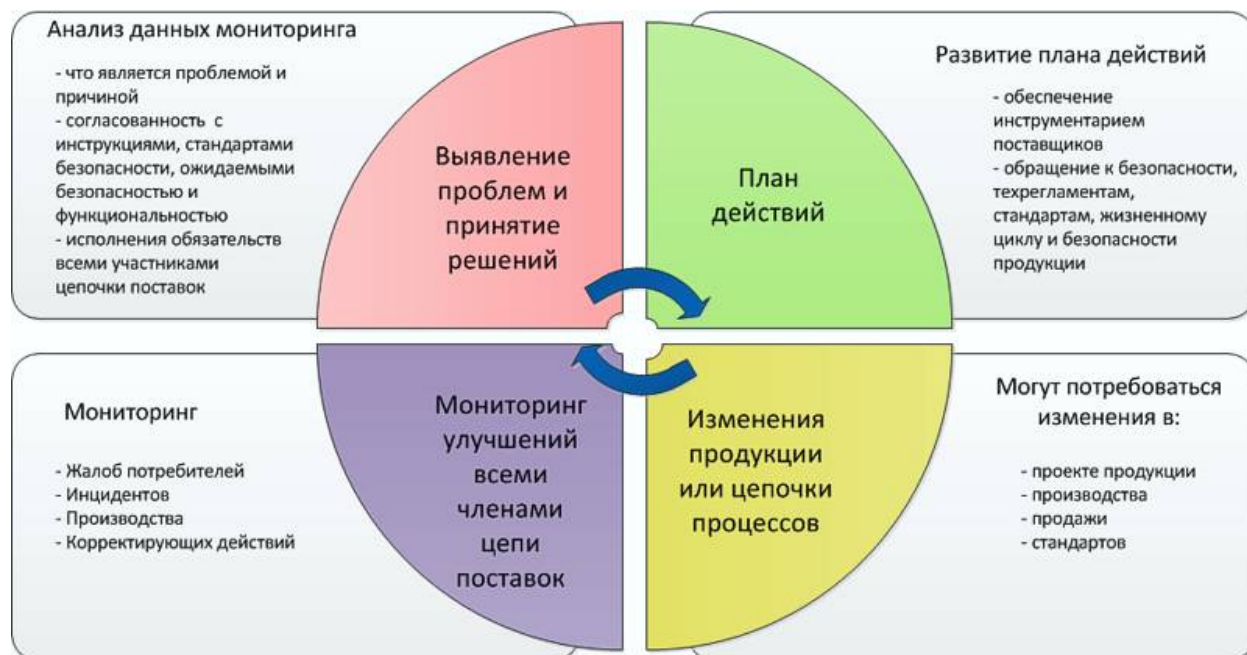 Анализ данных мониторинга
- что является проблемой и
причиной
- согласованность с
инструкциями, стандартами
безопасности, ожидаемыми
безопасностью и
функциональностью
- исполнения обязательств
всеми участниками
цепочки поставок
Выявление
проблем и
принятие
решений
План
действий
Развитие плана действий
- обеспечение
инструментарием
поставщиков
- обращение к безопасности,
техрегламентам,
стандартам, жизненному
циклу и безопасности
продукции
Мониторинг
- Жалоб потребителей
- Инцидентов
- Производства
- Корректирующих действий
Мониторинг
улучшений
всеми
членами
цепи
поставок
Изменения
продукции
или цепочки
процессов
Могут потребоваться
изменения в:
- проекте продукции
- производства
- продажи
- стандартов